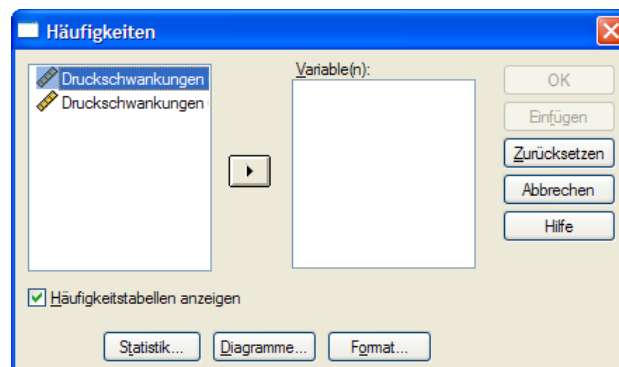 Häufigkeiten
Druckschwankungen
Druckschwankungen
Variable(n):
OK
Einfügen
Zurücksetzen
Abbrechen
Hilfe
Häufigkeitstabellen anzeigen
Statistik...
Diagramme...
Format...